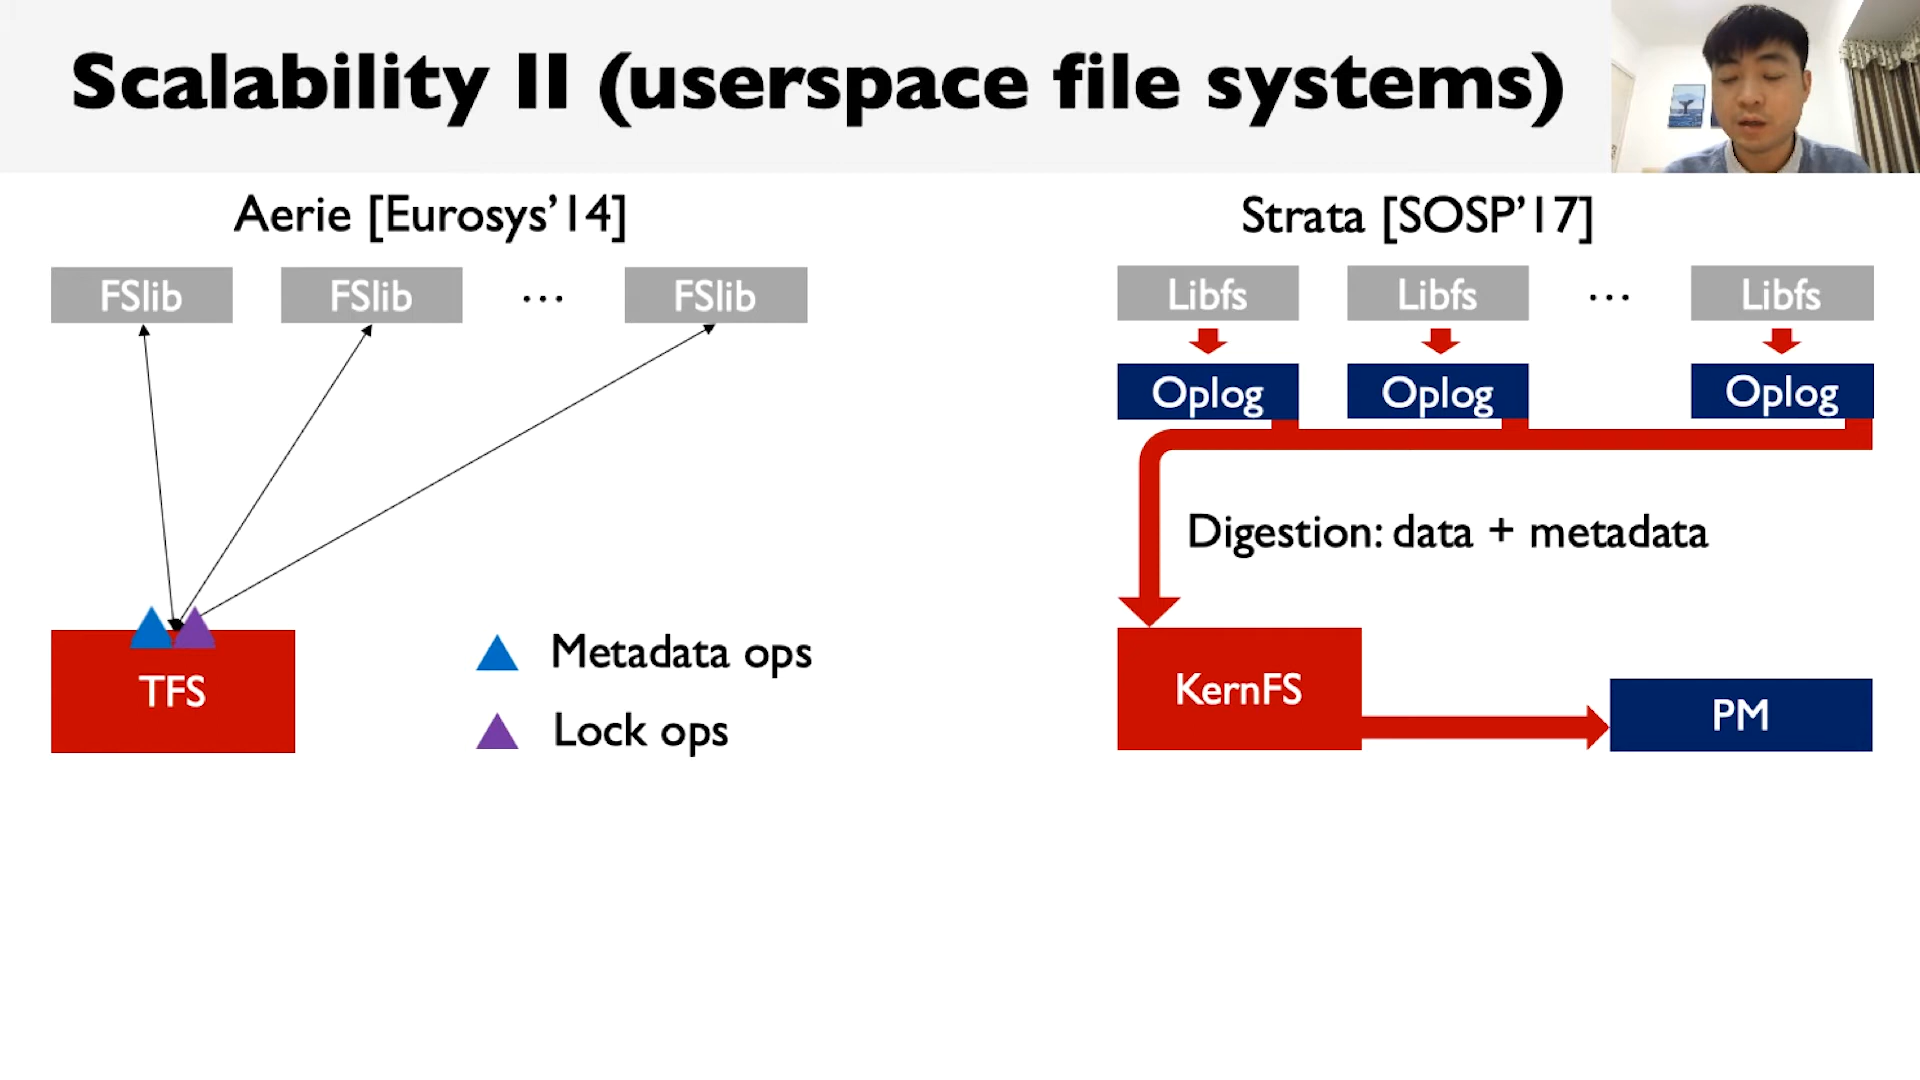 Scalability II (userspace file systems)
Aerie [Eurosys’14]
FSlib FSlib ... FSlib
TFS
Metadata ops
Lock ops
Strata [SOSP’17]
Libfs Libfs ... Libfs
Oplog Oplog Oplog
Digestion: data + metadata
KernFS
PM